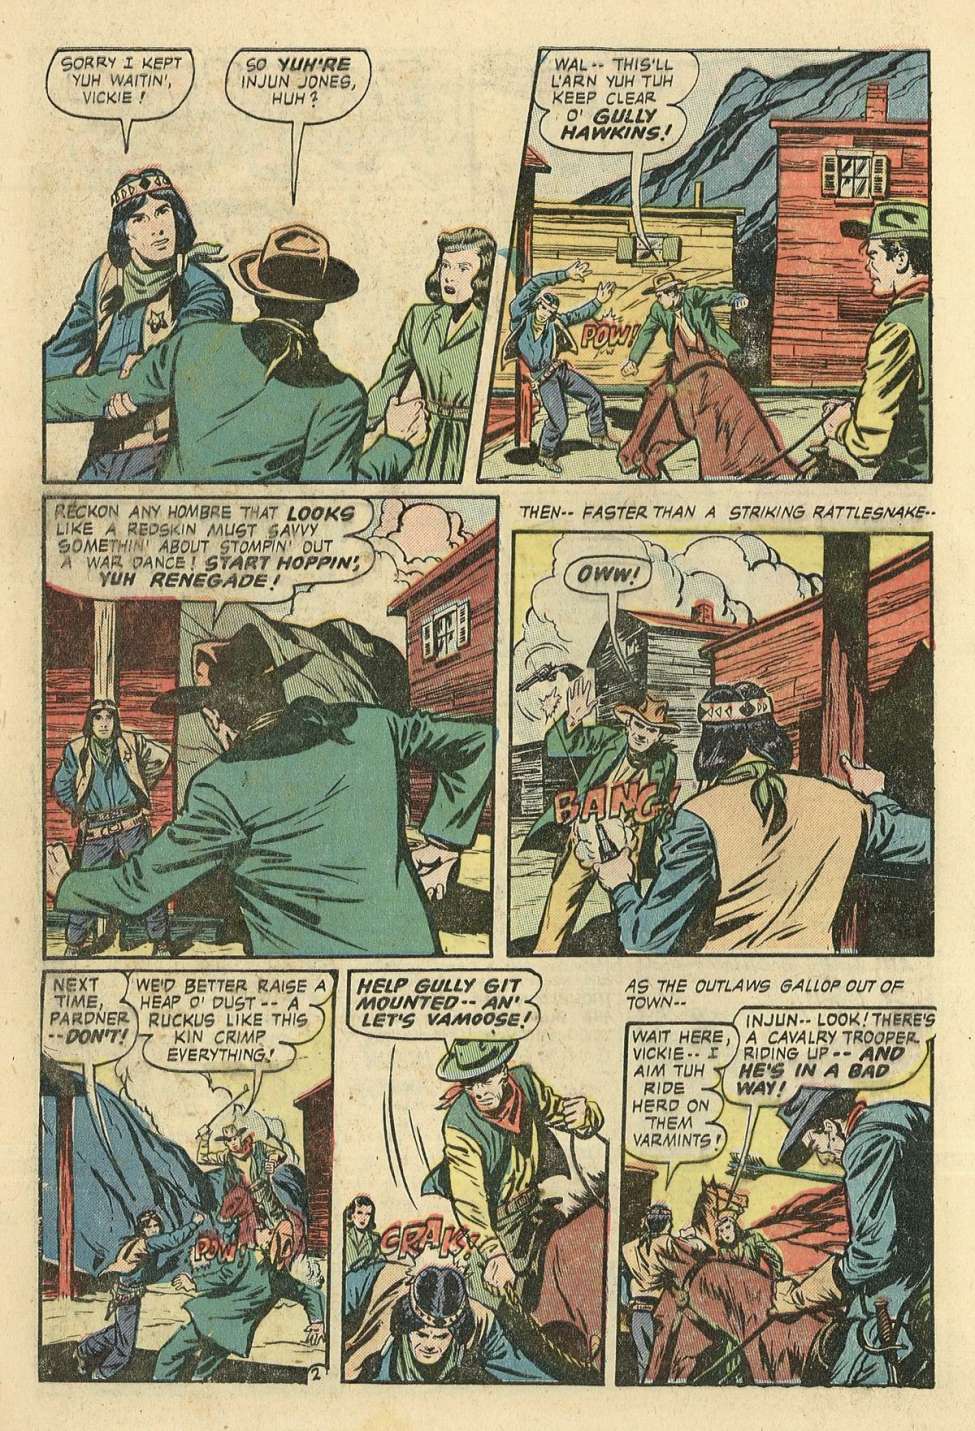 SORRY I KEPT
YUH WAITIN',
VICKIE!
SO YUH'RE
INJUN JONES,
HUH?
WAL-- THIS'LL
L'ARN YUH TUH
KEEP CLEAR
O' GULLY
HAWKINS!
POW!
RECKON ANY HOMBRE THAT LOOKS
LIKE A REDSKIN MUST SAVVY
SOMETHIN' ABOUT STOMPIN' OUT
A WAR DANCE! START HOPPIN',
YUH RENEGADE!
THEN-- FASTER THAN A STRIKING RATTLESNAKE--
OWW!
BANG!
NEXT
TIME,
PARDNER
--DON'T!
WE'D BETTER RAISE A
HEAP O' DUST-- A
RUCKUS LIKE THIS
KIN CRIMP
EVERYTHING!
POW!
2
HELP GULLY GIT
MOUNTED-- AN'
LET'S VAMOOSE!
CRAK!
AS THE OUTLAWS GALLOP OUT OF
TOWN--
WAIT HERE,
VICKIE-- I
AIM TUH
RIDE
HERD ON
THEM
VARMINTS!
INJUN-- LOOK! THERE'S
A CAVALRY TROOPER
RIDING UP-- AND
HE'S IN A BAD
WAY!